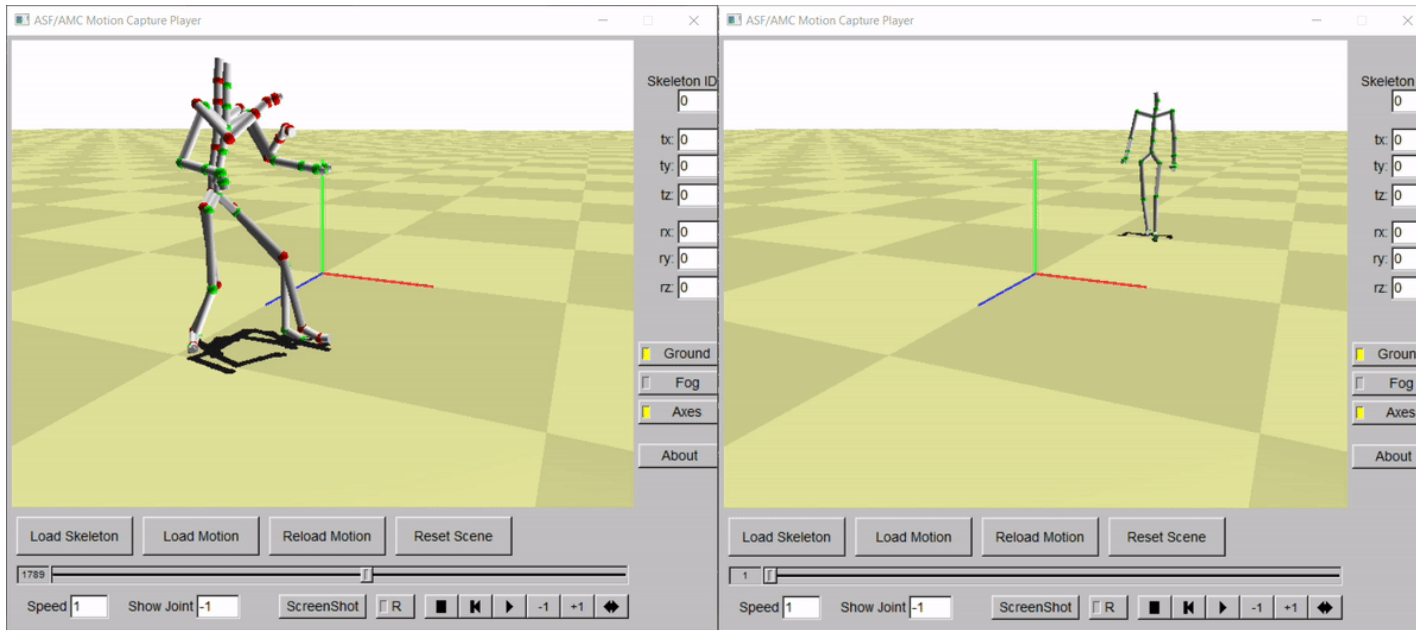 ASF/AMC Motion Capture Player
Skeleton ID
0
tx: 0
ty: 0
tz: 0
rx: 0
ry: 0
rz: 0
Ground
Fog
Axes
About
Load Skeleton Load Motion Reload Motion Reset Scene
1789
Speed 1 Show Joint -1 ScreenShot R -1 +1
ASF/AMC Motion Capture Player
Skeleton
0
tx: 0
ty: 0
tz: 0
rx: 0
ry: 0
rz: 0
Groun
Fog
Axes
About
Load Skeleton Load Motion Reload Motion Reset Scene
1
Speed 1 Show Joint -1 ScreenShot R -1 +1